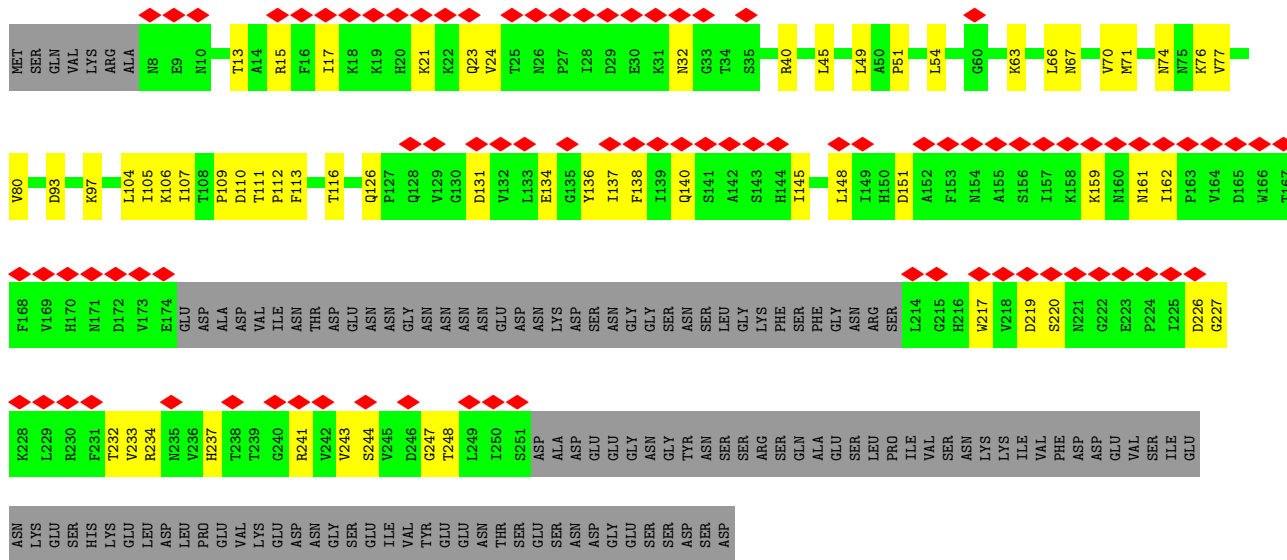 MET SER GLN VAL LYS ARG ALA N8 E9 N10 T13 A14 R15 F16 I17 K18 K19 H20 K21 K22 Q23 V24 T25 N26 P27 I28 D29 E30 K31 N32 G33 T34 S35 R40 L45 L49 A50 P51 L54 G60 K63 L66 N67 V70 M71 N74 N75 K76 V77
V80 D93 K97 L104 I105 K106 I107 T108 P109 D110 T111 P112 F113 T116 Q126 P127 Q128 V129 G130 D131 V132 L133 E134 G135 Y136 I137 F138 I139 Q140 S141 A142 S143 H144 I145 L148 I149 H150 D151 A152 F153 N154 A155 S156 I157 K158 K159 N160 N161 I162 P163 V164 D165 W166 T167
F168 V169 H170 N171 D172 V173 E174 GLU ASP ALA ASP VAL ILE ASN THR ASP GLU ASN ASN GLY ASN ASN ASN ASN GLU ASP ASN LYS ASP SER ASN GLY GLY SER ASN SER LEU GLY LYS PHE SER PHE GLY ASN ARG SER L214 G215 H216 W217 V218 D219 S220 N221 G222 E223 P224 I225 D226 G227
K228 L229 R230 F231 T232 V233 R234 N235 V236 H237 T238 T239 G240 R241 V242 V243 S244 V245 D246 G247 T248 L249 I250 S251 ASP ALA ASP GLU GLU GLY ASN GLY TYR ASN SER SER ARG SER GLN ALA GLU SER LEU PRO ILE VAL SER ASN LYS LYS ILE VAL PHE ASP ASP GLU VAL SER ILE GLU
ASN LYS GLU SER HIS LYS GLU LEU ASP LEU PRO GLU VAL LYS GLU ASP ASN GLY SER GLU ILE VAL TYR GLU GLU ASN THR SER GLU SER ASN ASP GLY GLU SER SER ASP SER ASP